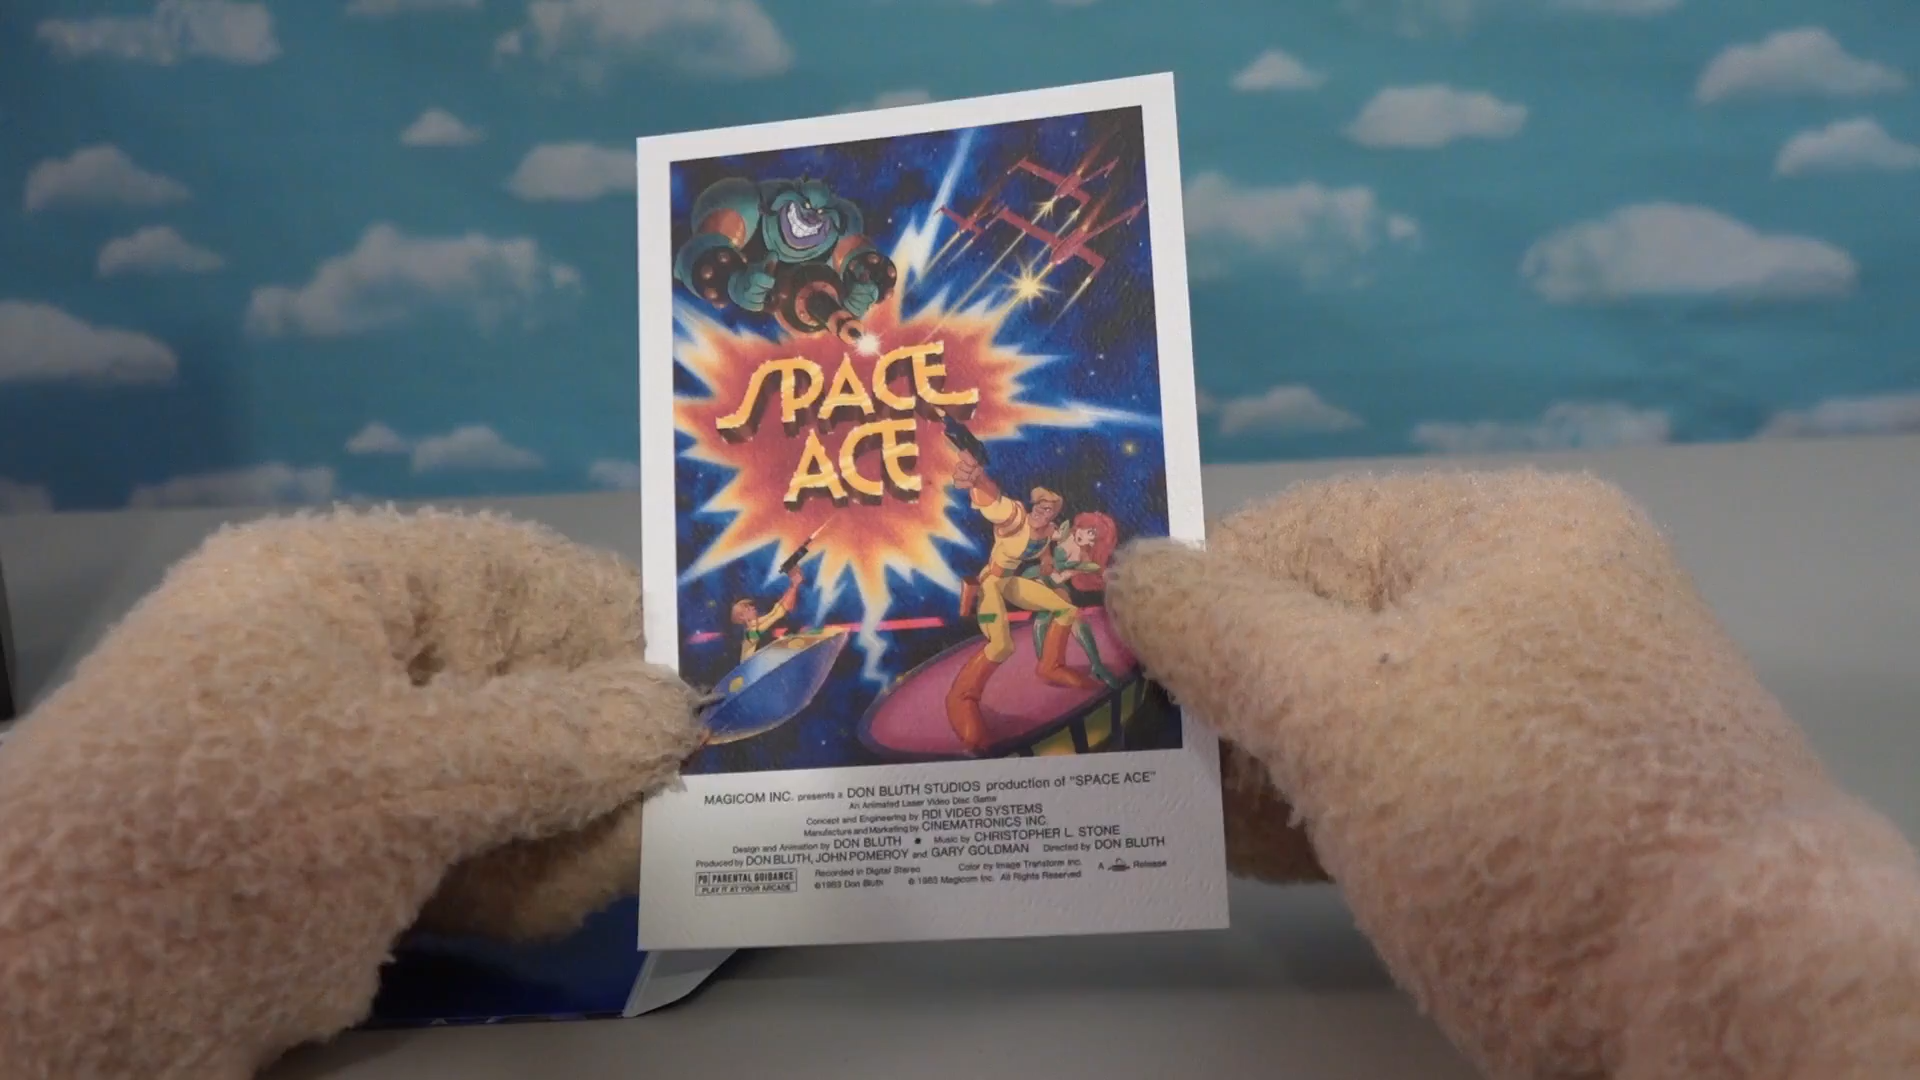 SPACE
ACE
MAGICOM INC. presents a DON BLUTH STUDIOS production of "SPACE ACE"
An Animated Laser Video Disc Game
Concept and Engineering by RDI VIDEO SYSTEMS
Manufacture and Marketing by CINEMATRONICS INC.
Design and Animation by DON BLUTH • Music by CHRISTOPHER L. STONE
Produced by DON BLUTH, JOHN POMEROY and GARY GOLDMAN Directed by DON BLUTH
PG PARENTAL GUIDANCE
PLAY IT AT YOUR ARCADE
Recorded in Digital Stereo Color by Image Transform Inc. A Release
©1983 Don Bluth © 1983 Magicom Inc. All Rights Reserved